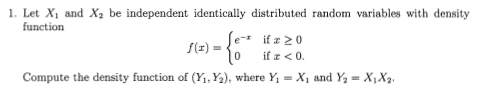 1. Let X₁ and X₂ be independent identically distributed random variables with density
function
f(x) = { e⁻ˣ if x ≥ 0
0 if x < 0.
Compute the density function of (Y₁, Y₂), where Y₁ = X₁ and Y₂ = X₁X₂.